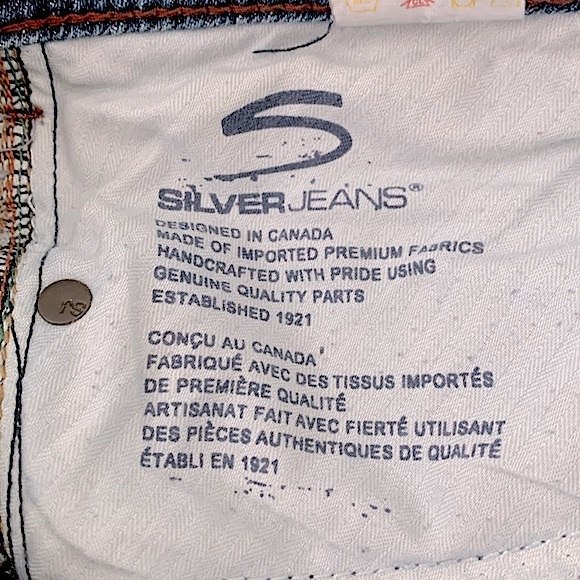 S
SILVERJEANS®
DESIGNED IN CANADA
MADE OF IMPORTED PREMIUM FABRICS
HANDCRAFTED WITH PRIDE USING
GENUINE QUALITY PARTS
ESTABLISHED 1921
CONÇU AU CANADA
FABRIQUÉ AVEC DES TISSUS IMPORTÉS
DE PREMIÈRE QUALITÉ
ARTISANAT FAIT AVEC FIERTÉ UTILISANT
DES PIÈCES AUTHENTIQUES DE QUALITÉ
ÉTABLI EN 1921